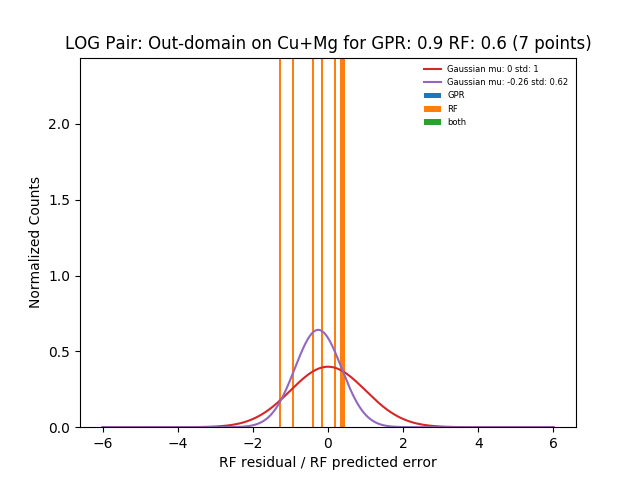 LOG Pair: Out-domain on Cu+Mg for GPR: 0.9 RF: 0.6 (7 points)
Gaussian mu: 0 std: 1
Gaussian mu: -0.26 std: 0.62
GPR
RF
both
Normalized Counts
2.0
1.5
1.0
0.5
0.0
−6
−4
−2
0
2
4
6
RF residual / RF predicted error